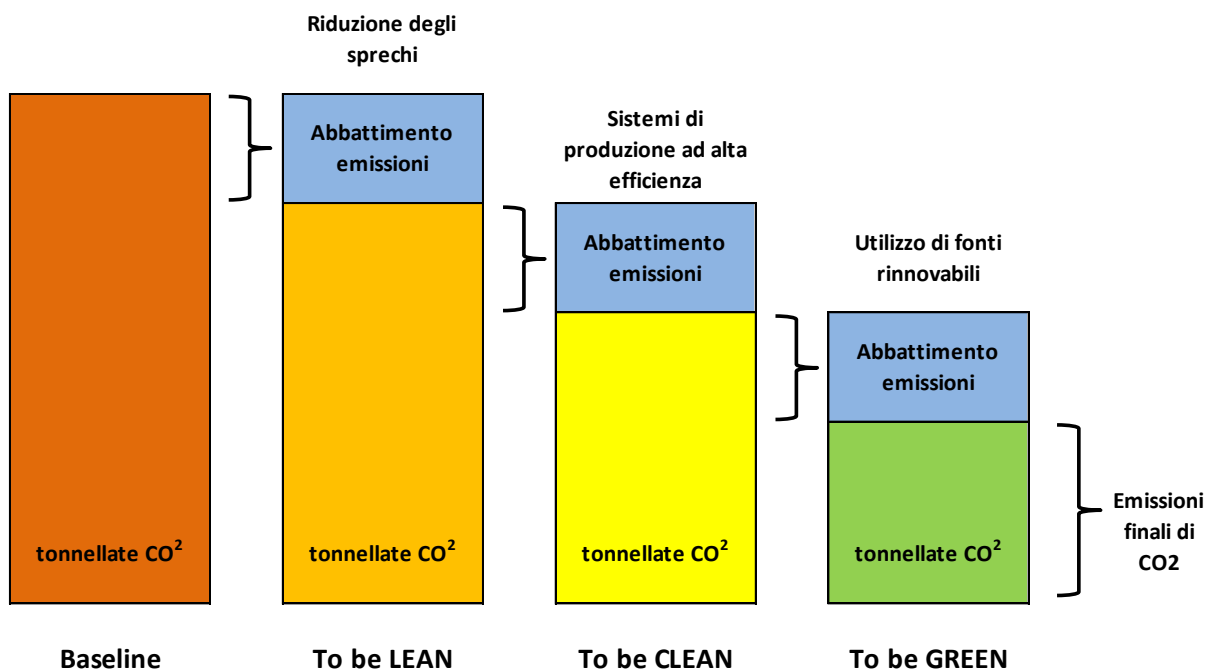 Riduzione degli
sprechi
Abbattimento
emissioni
Sistemi di
produzione ad alta
efficienza
Abbattimento
emissioni
Utilizzo di fonti
rinnovabili
Abbattimento
emissioni
tonnellate CO²
tonnellate CO²
tonnellate CO²
tonnellate CO²
Emissioni
finali di
CO2
Baseline
To be LEAN
To be CLEAN
To be GREEN